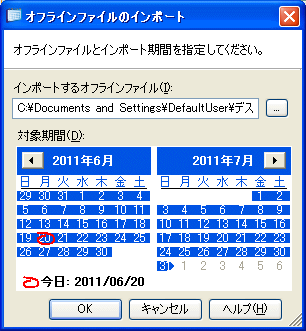 オフラインファイルのインポート
オフラインファイルとインポート期間を指定してください。
インポートするオフラインファイル(I):
C:¥Documents and Settings¥DefaultUser¥デス
...
対象期間(D):
2011年6月 2011年7月
日 月 火 水 木 金 土 日 月 火 水 木 金 土
29 30 31 1 2 3 4 1 2
5 6 7 8 9 10 11 3 4 5 6 7 8 9
12 13 14 15 16 17 18 10 11 12 13 14 15 16
19 20 21 22 23 24 25 17 18 19 20 21 22 23
26 27 28 29 30 24 25 26 27 28 29 30
31 1 2 3 4 5 6
今日: 2011/06/20
OK キャンセル ヘルプ(H)